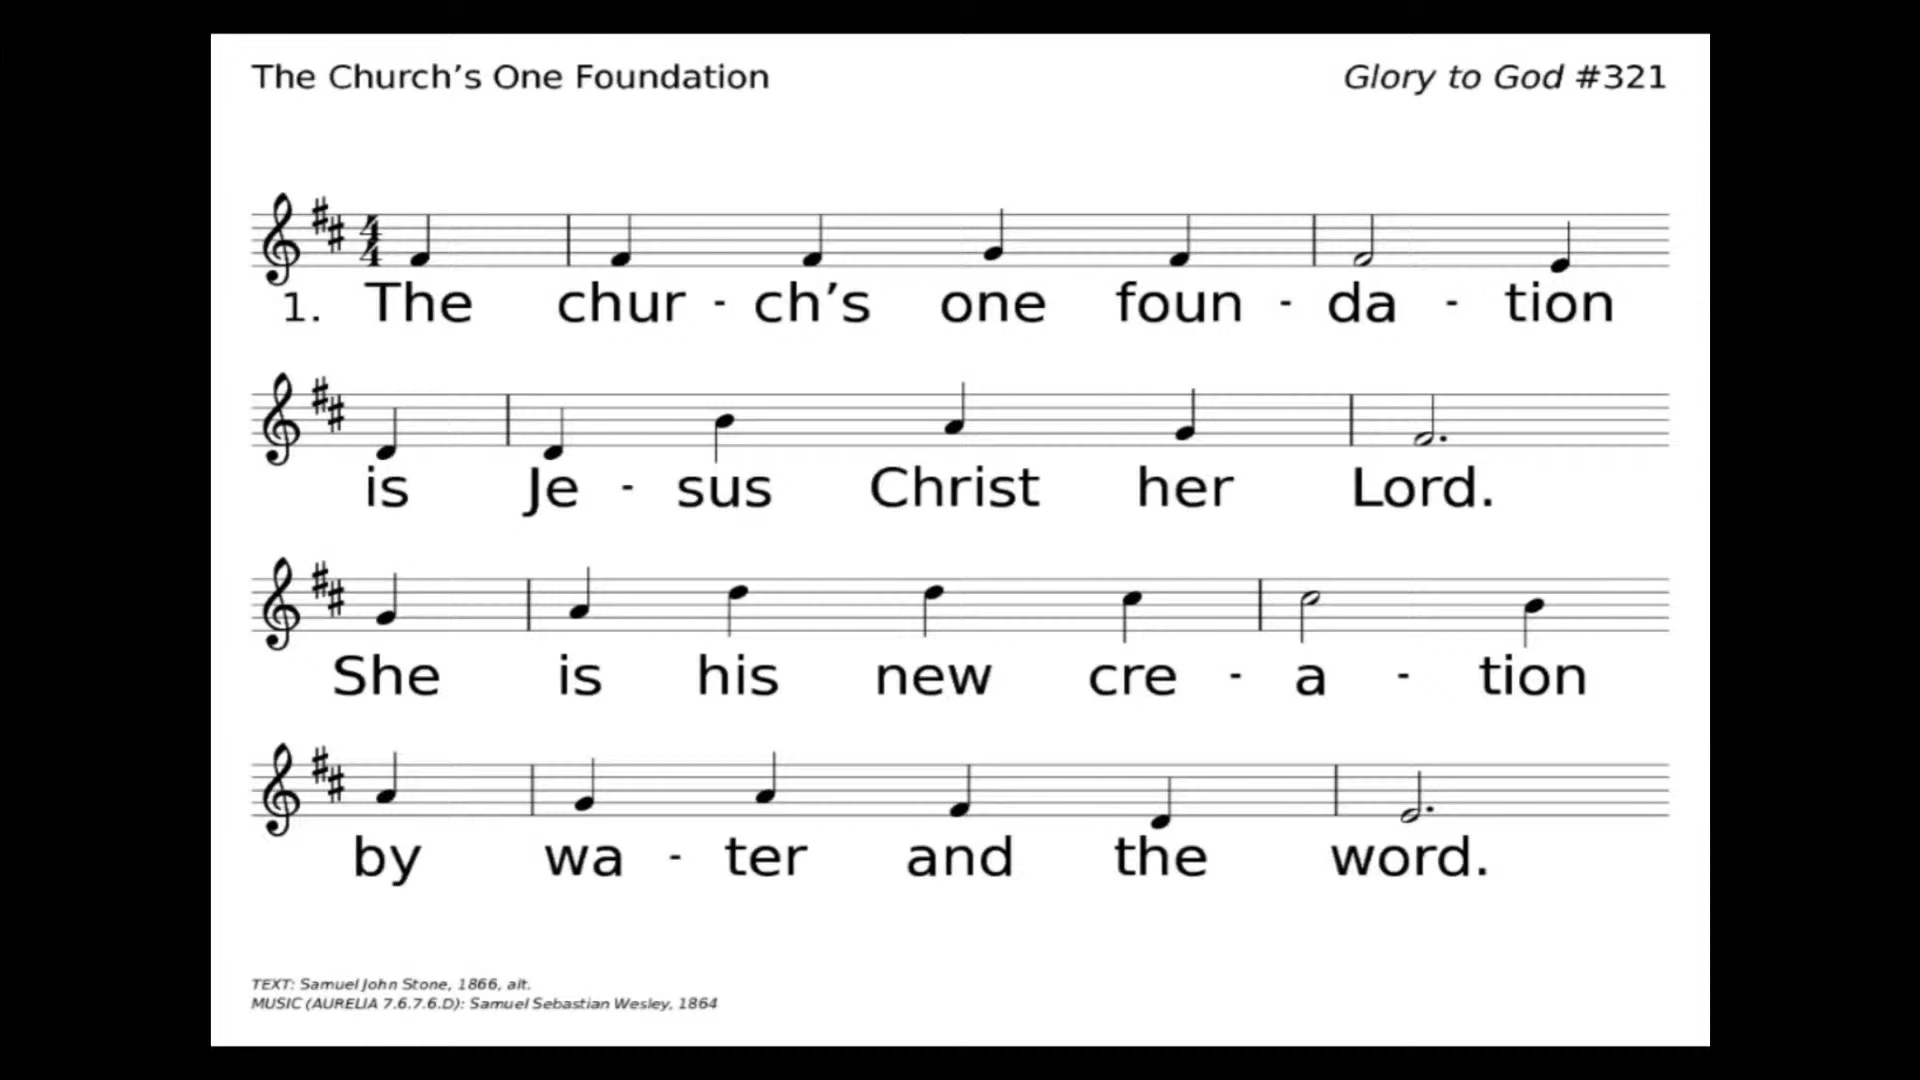 The Church’s One Foundation
Glory to God #321
4
4
1. The chur - ch’s one foun - da - tion
is Je - sus Christ her Lord.
She is his new cre - a - tion
by wa - ter and the word.
TEXT: Samuel John Stone, 1866, alt.
MUSIC (AURELIA 7.6.7.6.D): Samuel Sebastian Wesley, 1864